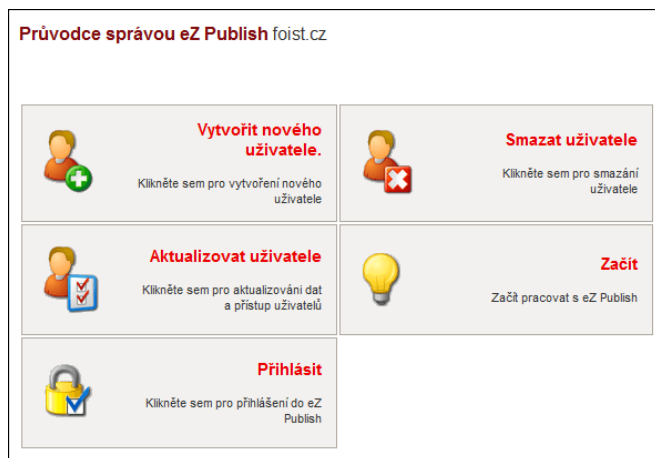 Průvodce správou eZ Publish foist.cz
Vytvořit nového
uživatele.
Klikněte sem pro vytvoření nového
uživatele
Smazat uživatele
Klikněte sem pro smazání
uživatele
Aktualizovat uživatele
Klikněte sem pro aktualizováni dat
a přístup uživatelů
Začít
Začít pracovat s eZ Publish
Přihlásit
Klikněte sem pro přihlášení do eZ
Publish